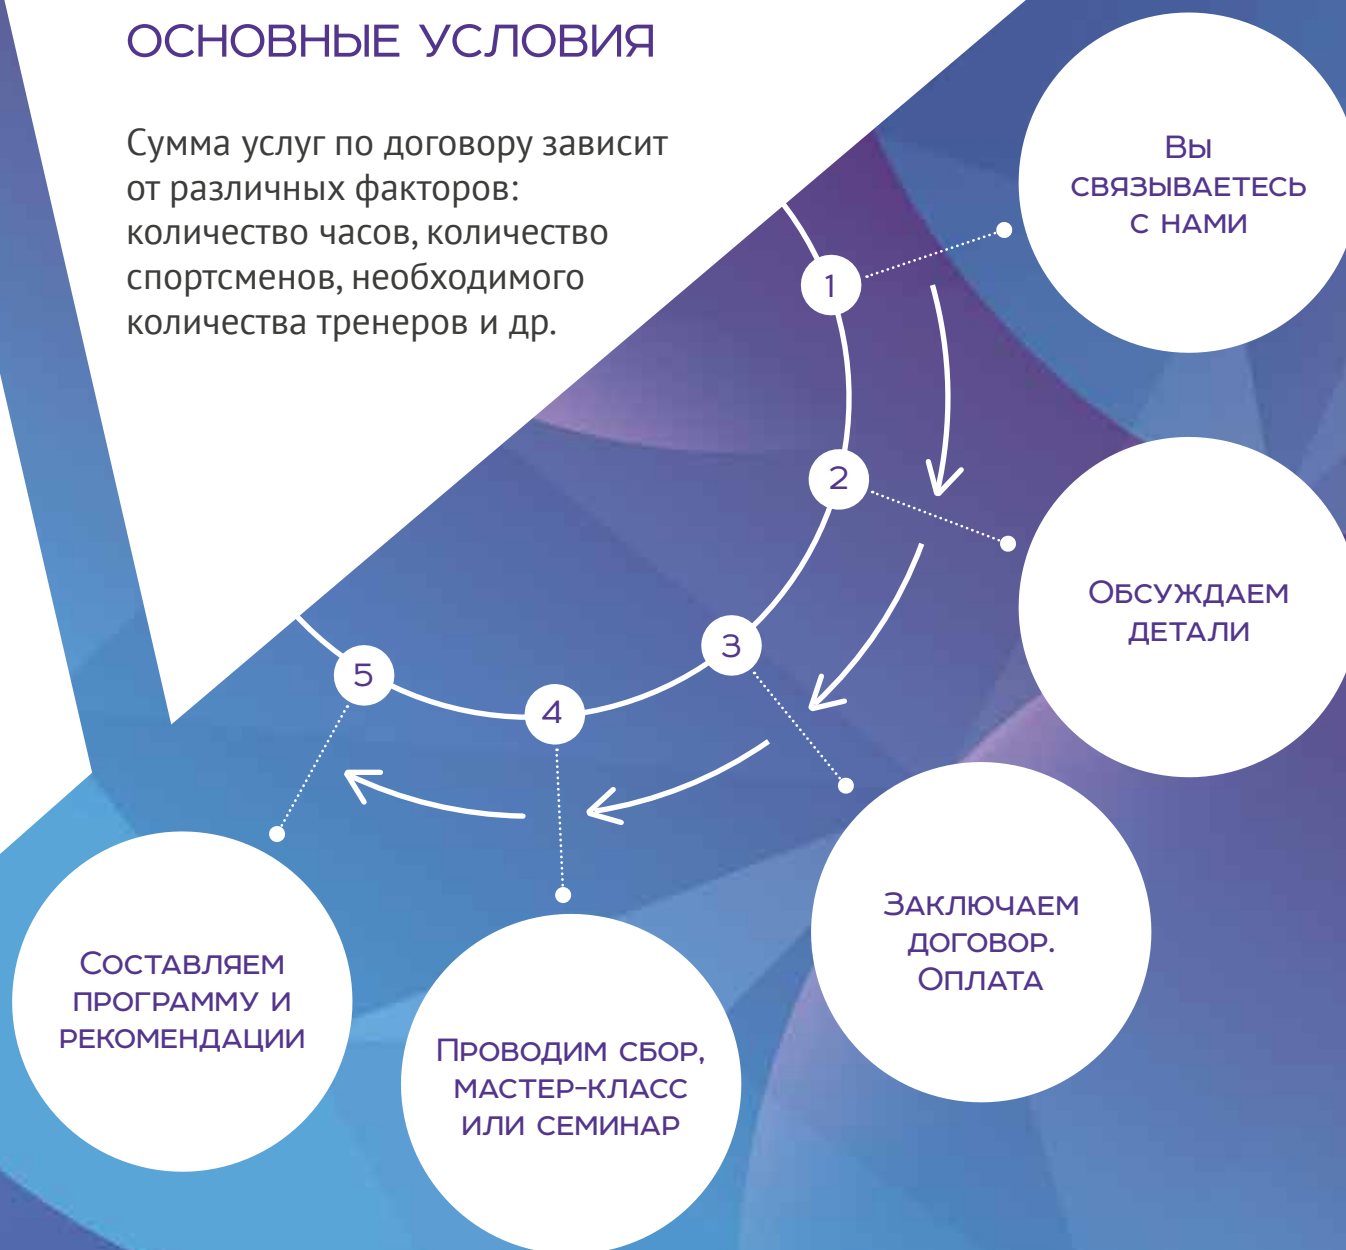 ОСНОВНЫЕ УСЛОВИЯ
Сумма услуг по договору зависит
от различных факторов:
количество часов, количество
спортсменов, необходимого
количества тренеров и др.
1
Вы
связываетесь
с нами
2
Обсуждаем
детали
3
Заключаем
договор.
Оплата
4
Проводим сбор,
мастер-класс
или семинар
5
Составляем
программу и
рекомендации